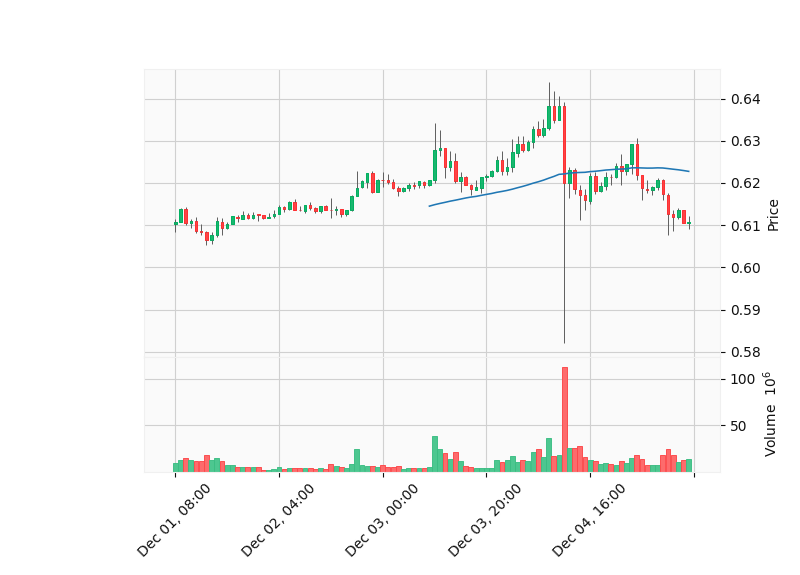 0.64
0.63
0.62
0.61
0.60
0.59
0.58
Price
100
50
Volume 10⁶
Dec 01, 08:00
Dec 02, 04:00
Dec 03, 00:00
Dec 03, 20:00
Dec 04, 16:00